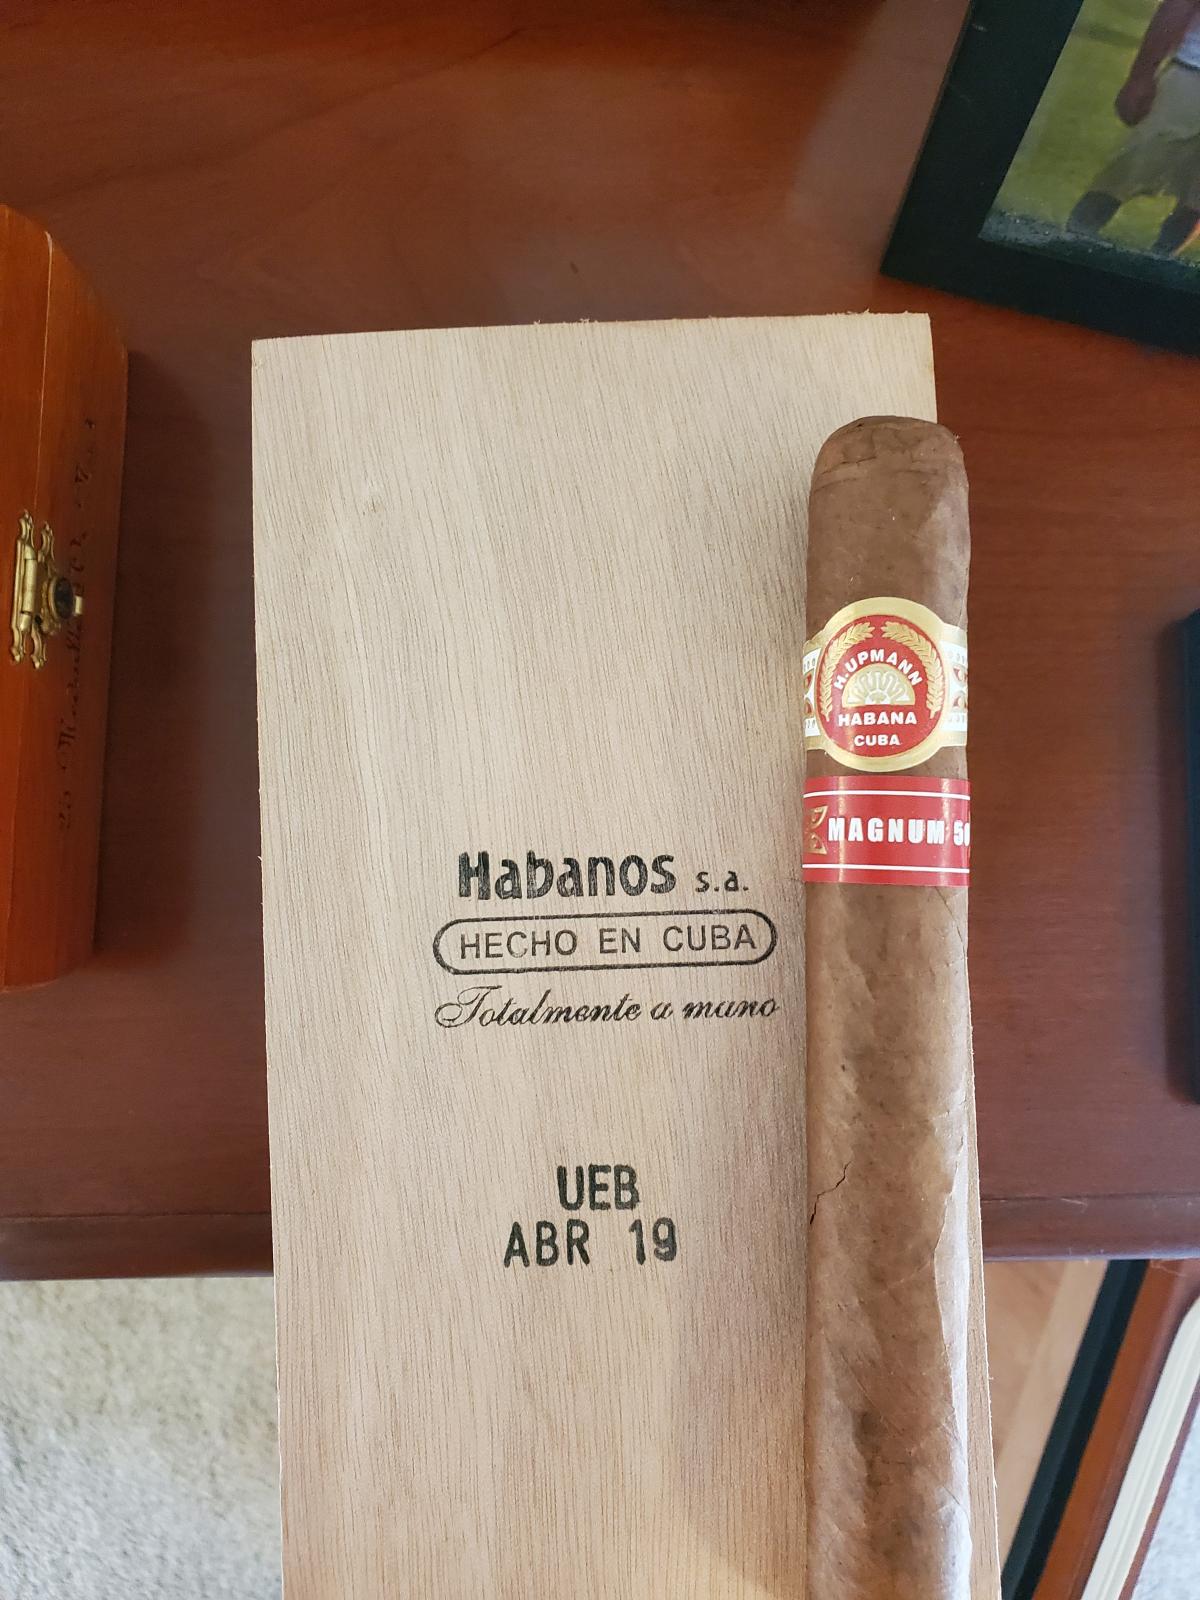 Habanos s.a.
HECHO EN CUBA
Totalmente a mano
UEB
ABR 19
H. UPMANN
HABANA
CUBA
MAGNUM 50